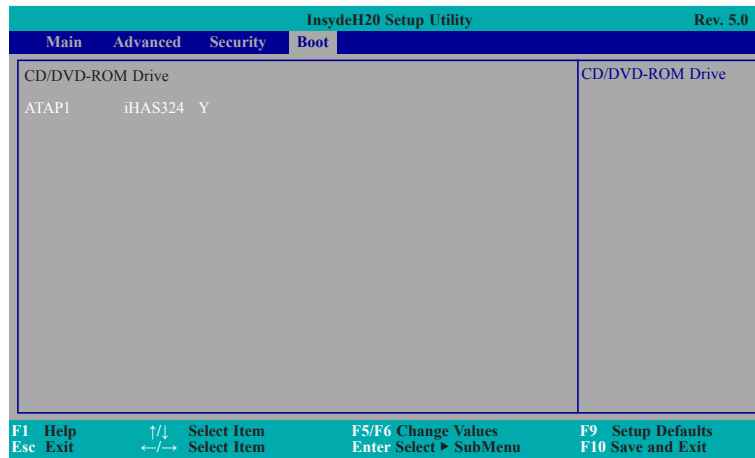 InsydeH20 Setup Utility Rev. 5.0
Main Advanced Security Boot
CD/DVD-ROM Drive CD/DVD-ROM Drive
ATAP1 iHAS324 Y
F1 Help ↑/↓ Select Item F5/F6 Change Values F9 Setup Defaults
Esc Exit ←/→ Select Item Enter Select ▶ SubMenu F10 Save and Exit